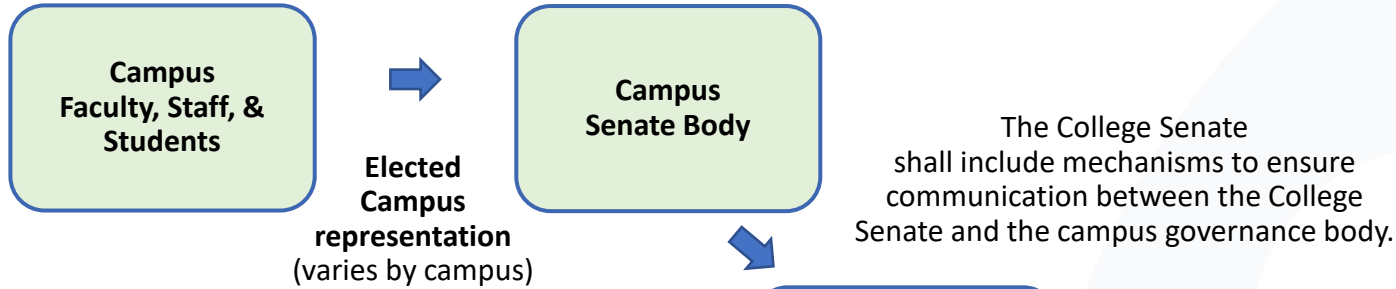 Campus
Faculty, Staff, &
Students
Elected
Campus
representation
(varies by campus)
Campus
Senate Body
The College Senate
shall include mechanisms to ensure
communication between the College
Senate and the campus governance body.